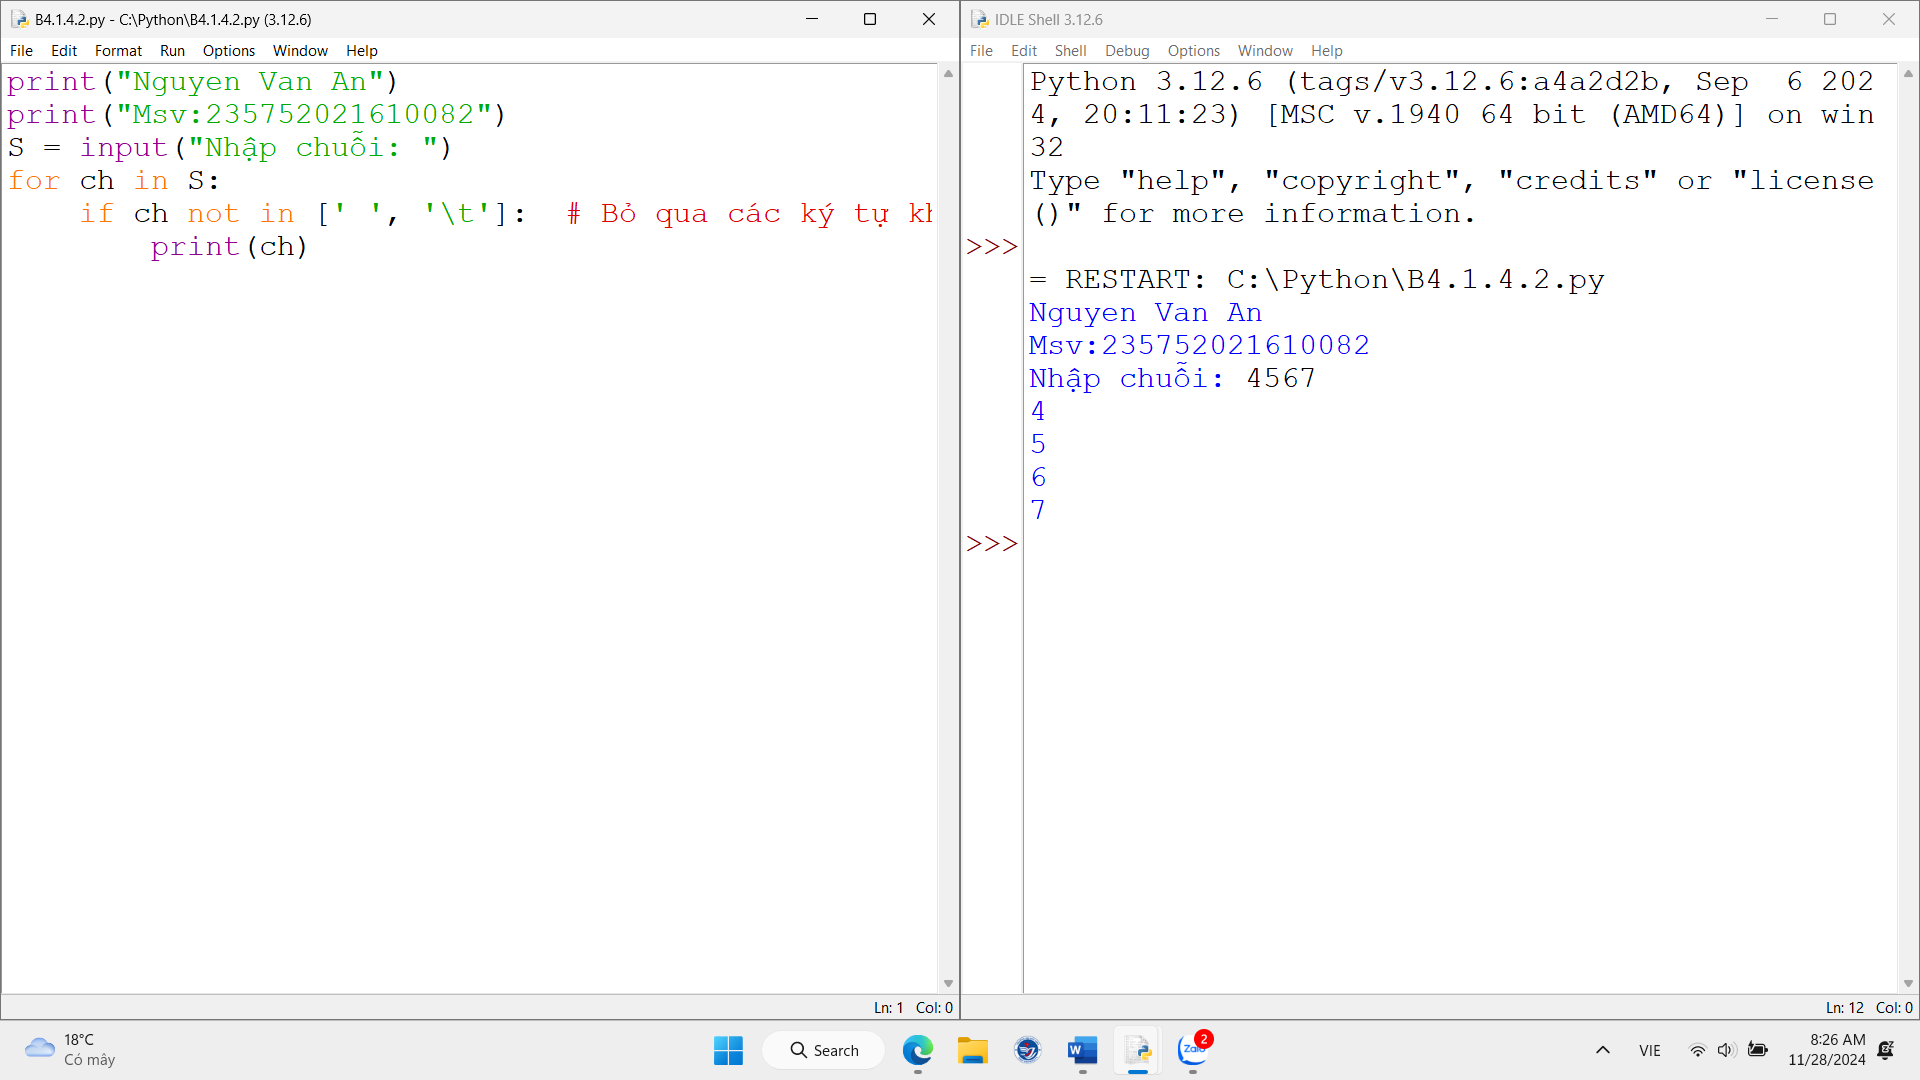 B4.1.4.2.py - C:\Python\B4.1.4.2.py (3.12.6)
File Edit Format Run Options Window Help
print("Nguyen Van An")
print("Msv:235752021610082")
S = input("Nhập chuỗi: ")
for ch in S:
    if ch not in [' ', '\t']:  # Bỏ qua các ký tự
        print(ch)
Ln: 1 Col: 0
IDLE Shell 3.12.6
File Edit Shell Debug Options Window Help
Python 3.12.6 (tags/v3.12.6:a4a2d2b, Sep  6 202
4, 20:11:23) [MSC v.1940 64 bit (AMD64)] on win
32
Type "help", "copyright", "credits" or "license
()" for more information.
>>>
= RESTART: C:\Python\B4.1.4.2.py
Nguyen Van An
Msv:235752021610082
Nhập chuỗi: 4567
4
5
6
7
>>>
Ln: 12 Col: 0
18°C
Có mây
Search
Zalo
2
VIE
8:26 AM
11/28/2024